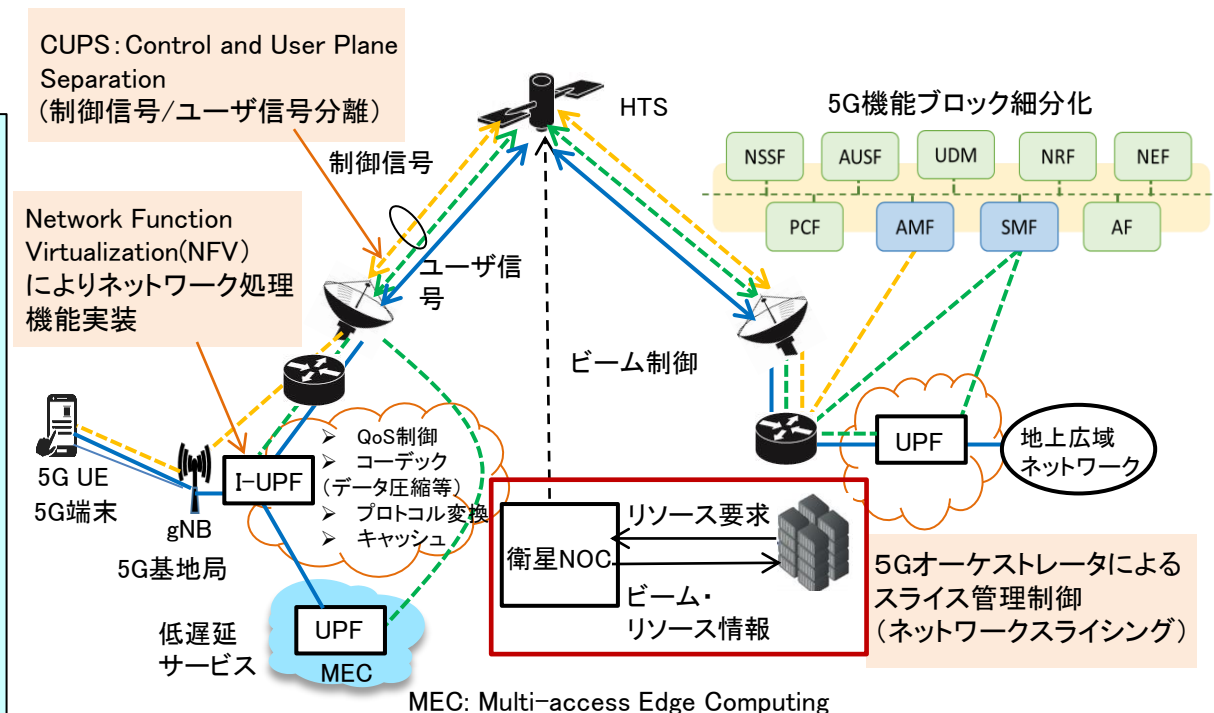 CUPS：Control and User Plane
Separation
(制御信号/ユーザ信号分離）
HTS
5G機能ブロック細分化
NSSF
AUSF
UDM
NRF
NEF
PCF
AMF
SMF
AF
制御信号
Network Function
Virtualization(NFV)
によりネットワーク処理
機能実装
ユーザ信
号
ビーム制御
5G UE
5G端末
gNB
5G基地局
I-UPF
➢ QoS制御
➢ コーデック
(データ圧縮等)
➢ プロトコル変換
➢ キャッシュ
UPF
地上広域
ネットワーク
衛星NOC
リソース要求
ビーム・
リソース情報
5Gオーケストレータによる
スライス管理制御
（ネットワークスライシング）
低遅延
サービス
UPF
MEC
MEC: Multi-access Edge Computing